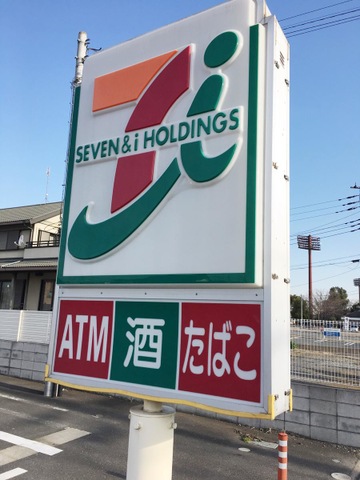 SEVEN & i HOLDINGS
ATM 酒 たばこ